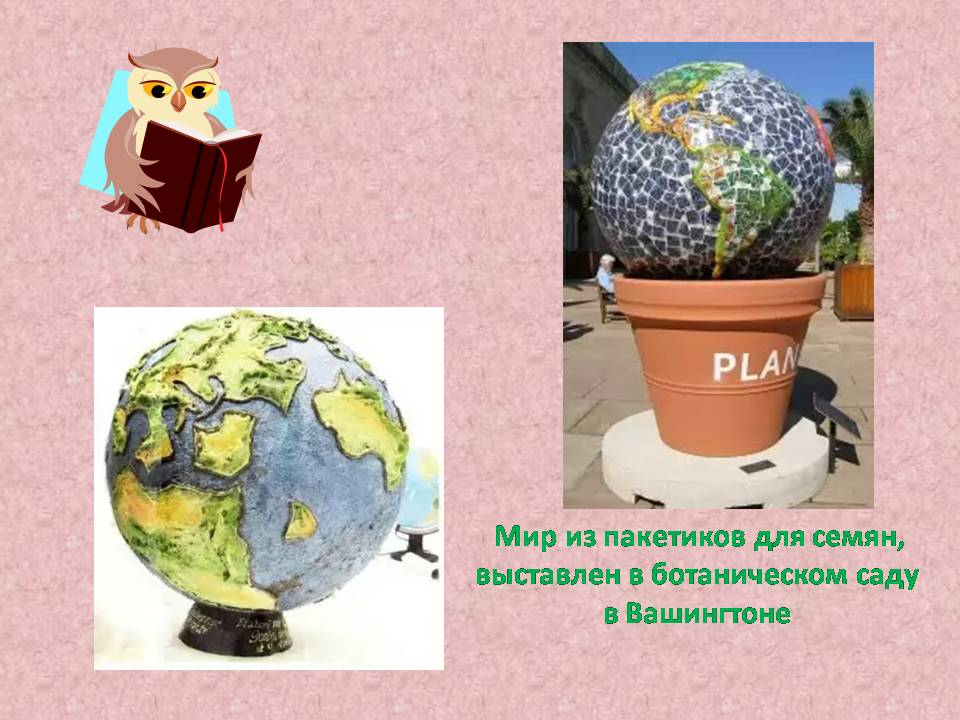 PLAN
Мир из пакетиков для семян,
выставлен в ботаническом саду
в Вашингтоне